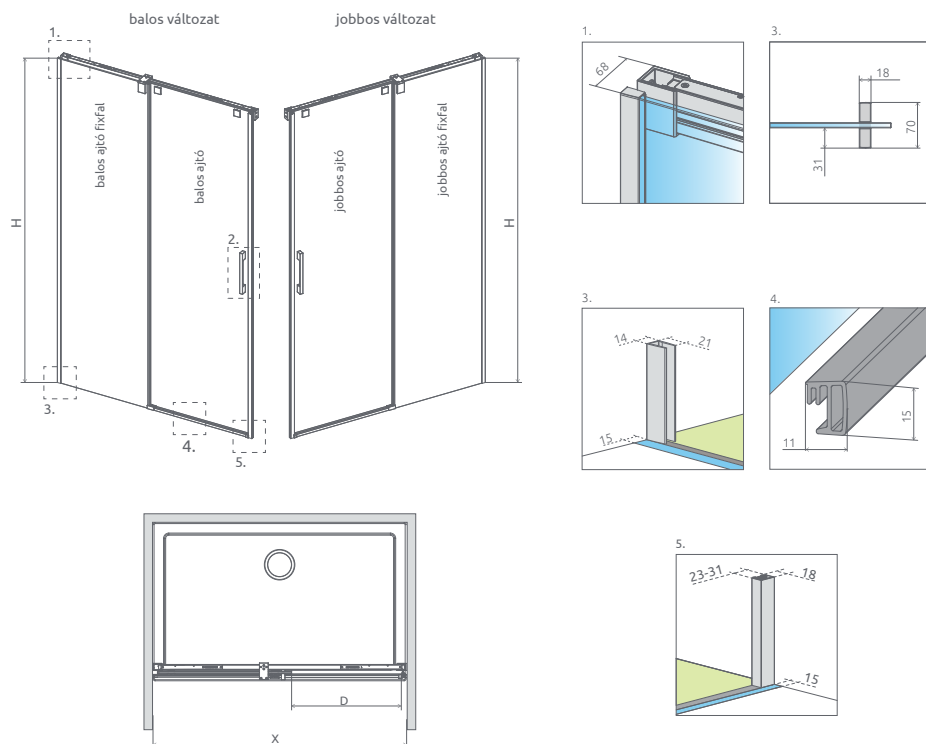 balos változat
jobbos változat
1.
balos ajtó fixfal
balos ajtó
jobbos ajtó
jobbos ajtó fixfal
H
H
2.
3.
4.
5.
1.
68
3.
18
70
31
3.
14
21
15
4.
15
11
D
X
5.
23-31
18
15